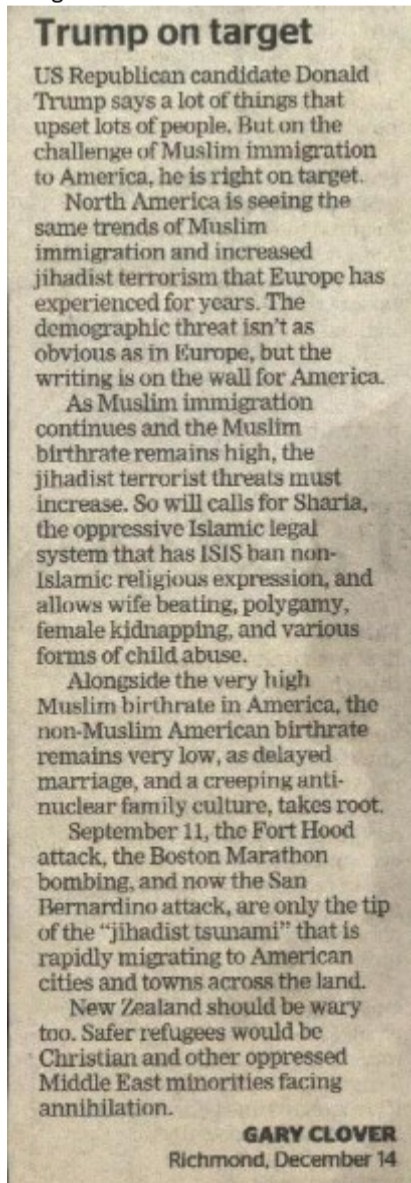 Trump on target
US Republican candidate Donald
Trump says a lot of things that
upset lots of people. But on the
challenge of Muslim immigration
to America, he is right on target.
North America is seeing the
same trends of Muslim
immigration and increased
jihadist terrorism that Europe has
experienced for years. The
demographic threat isn't as
obvious as in Europe, but the
writing is on the wall for America.
As Muslim immigration
continues and the Muslim
birthrate remains high, the
jihadist terrorist threats must
increase. So will calls for Sharia,
the oppressive Islamic legal
system that has ISIS ban non-
Islamic religious expression, and
allows wife beating, polygamy,
female kidnapping, and various
forms of child abuse.
Alongside the very high
Muslim birthrate in America, the
non-Muslim American birthrate
remains very low, as delayed
marriage, and a creeping anti-
nuclear family culture, takes root.
September 11, the Fort Hood
attack, the Boston Marathon
bombing, and now the San
Bernardino attack, are only the tip
of the "jihadist tsunami" that is
rapidly migrating to American
cities and towns across the land.
New Zealand should be wary
too. Safer refugees would be
Christian and other oppressed
Middle East minorities facing
annihilation.
GARY CLOVER
Richmond, December 14